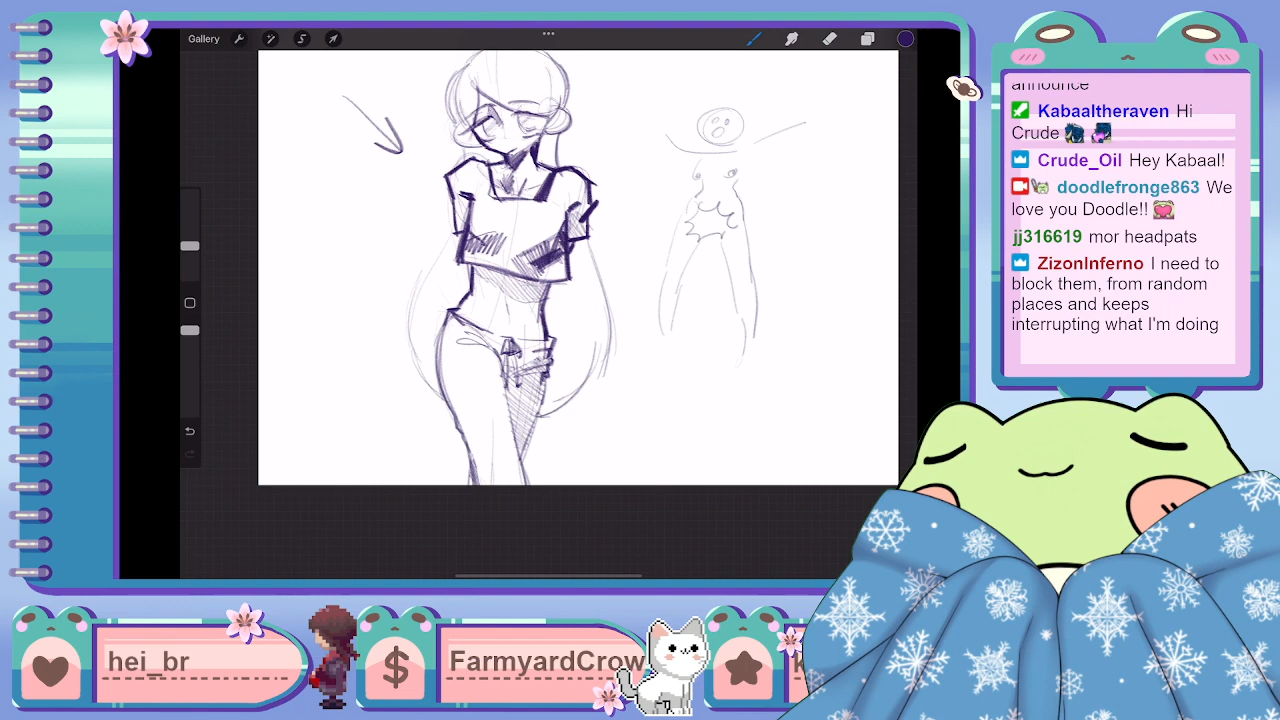 Gallery
announce
Kabaaltheraven Hi
Crude
Crude_Oil Hey Kabaal!
doodlefronge863 We
love you Doodle!!
jj316619 mor headpats
ZizonInferno I need to
block them, from random
places and keeps
interrupting what I'm doing
hei_br
FarmyardCrow